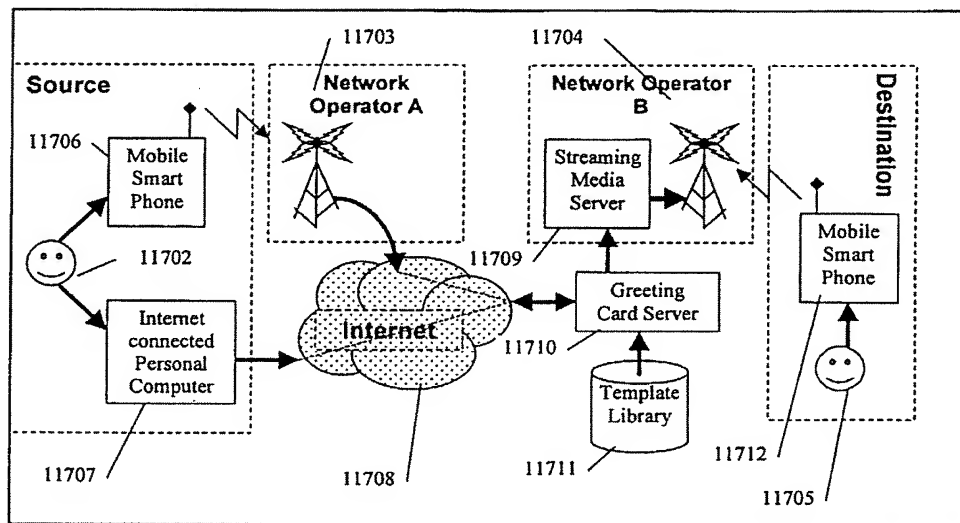 11703
11704
Source
Network
Operator A
Network Operator
B
Destination
11706
Mobile
Smart
Phone
Streaming
Media
Server
11702
11709
Mobile
Smart
Phone
Internet
connected
Personal
Computer
Internet
Greeting
Card Server
11710
Template
Library
11707
11708
11711
11712
11705